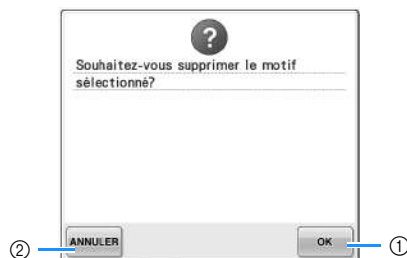 ?
Souhaitez-vous supprimer le motif
sélectionné?
② ANNULER OK ①